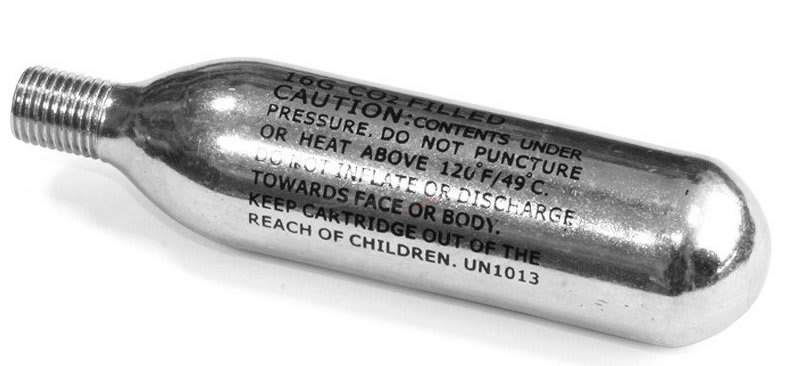 16G CO₂ FILLED
CAUTION: CONTENTS UNDER
PRESSURE. DO NOT PUNCTURE
OR HEAT ABOVE 120°F/49°C.
DO NOT INFLATE OR DISCHARGE
TOWARDS FACE OR BODY.
KEEP CARTRIDGE OUT OF THE
REACH OF CHILDREN. UN1013